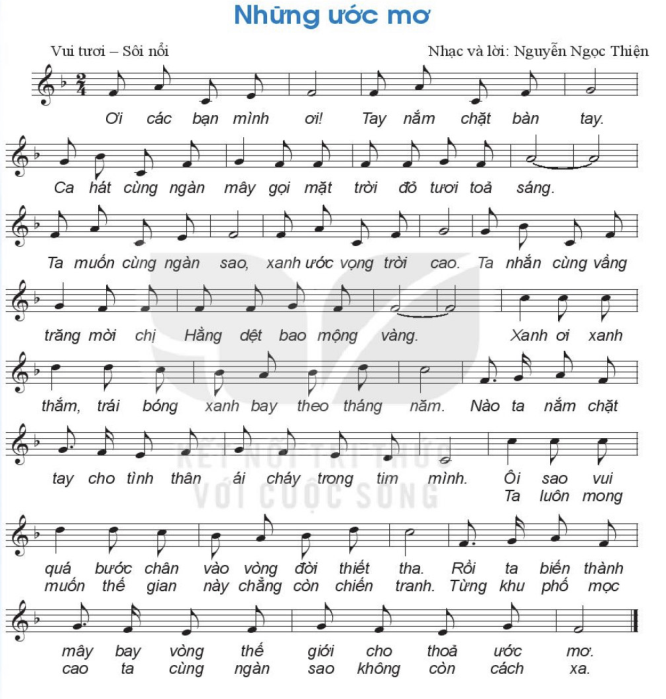 Những ước mơ
Vui tươi – Sôi nổi Nhạc và lời: Nguyễn Ngọc Thiện
2
4
Ơi các bạn mình ơi! Tay nắm chặt bàn tay.
Ca hát cùng ngàn mây gọi mặt trời đỏ tươi toả sáng.
Ta muốn cùng ngàn sao, xanh ước vọng trời cao. Ta nhắn cùng vầng
trăng mời chị Hằng dệt bao mộng vàng. Xanh ơi xanh
thắm, trái bóng xanh bay theo tháng năm. Nào ta nắm chặt
tay cho tình thân ái cháy trong tim mình. Ôi sao vui
Ta luôn mong
KẾT NỐI TRI THỨC
VỚI CUỘC SỐNG
quá bước chân vào vòng đời thiết tha. Rồi ta biến thành
muốn thế gian này chẳng còn chiến tranh. Từng khu phố mọc
mây bay vòng thế giới cho thoả ước mơ.
cao ta cùng ngàn sao không còn cách xa.